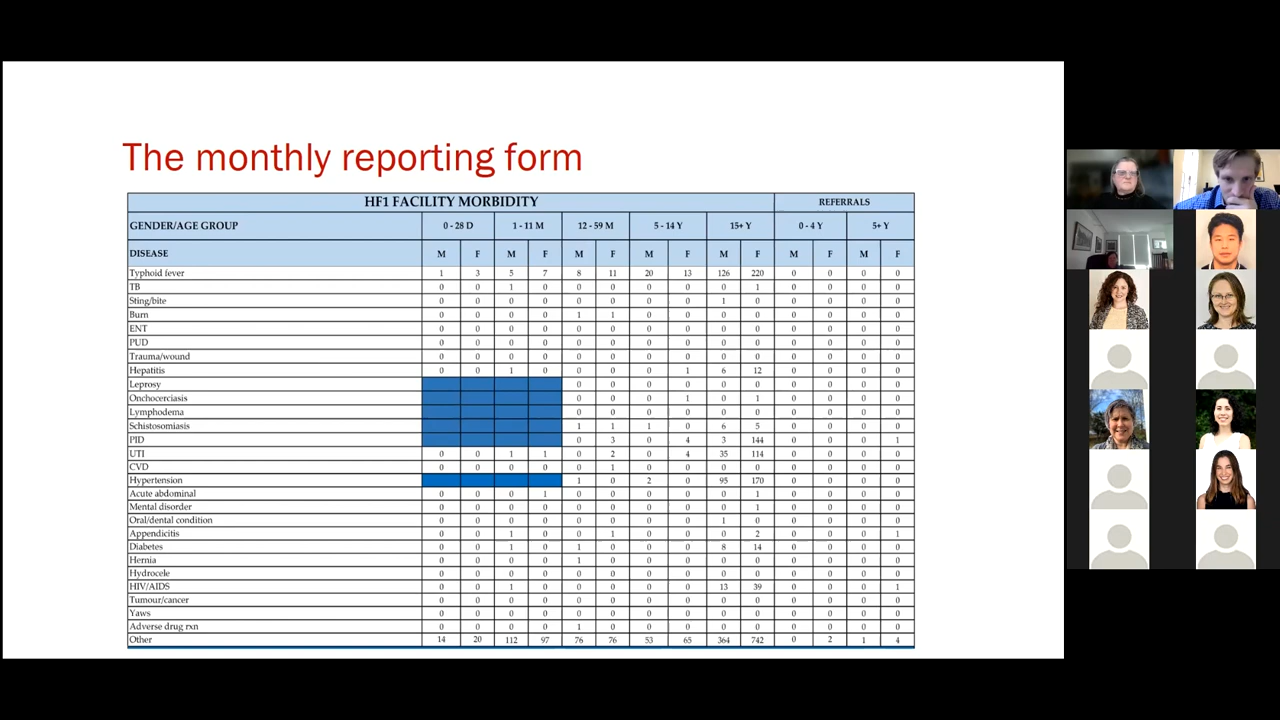 The monthly reporting form
HF1 FACILITY MORBIDITY REFERRALS
GENDER/AGE GROUP 0 - 28 D 1 - 11 M 12 - 59 M 5 - 14 Y 15+ Y 0 - 4 Y 5+ Y
DISEASE M F M F M F M F M F M F M F
Typhoid fever 1 3 5 7 8 11 20 13 126 220 0 0 0 0
TB 0 0 1 0 0 0 0 0 0 1 0 0 0 0
Sting/bite 0 0 0 0 0 0 0 0 1 0 0 0 0 0
Burn 0 0 0 0 1 1 0 0 0 0 0 0 0 0
ENT 0 0 0 0 0 0 0 0 0 0 0 0 0 0
PUD 0 0 0 0 0 0 0 0 0 0 0 0 0 0
Trauma/wound 0 0 0 0 0 0 0 0 0 0 0 0 0 0
Hepatitis 0 0 1 0 0 0 0 1 6 12 0 0 0 0
Leprosy 0 0 0 0 0 0 0 0 0 0
Onchocerciasis 0 0 0 1 0 1 0 0 0 0
Lymphodema 0 0 0 0 0 0 0 0 0 0
Schistosomiasis 1 1 1 0 6 5 0 0 0 0
PID 0 3 0 4 3 144 0 0 0 1
UTI 0 0 1 1 0 2 0 4 35 114 0 0 0 0
CVD 0 0 0 0 0 1 0 0 0 0 0 0 0 0
Hypertension 1 0 2 0 95 170 0 0 0 0
Acute abdominal 0 0 0 1 0 0 0 0 0 1 0 0 0 0
Mental disorder 0 0 0 0 0 0 0 0 0 1 0 0 0 0
Oral/dental condition 0 0 0 0 0 0 0 0 1 0 0 0 0 0
Appendicitis 0 0 1 0 0 1 0 0 0 2 0 0 0 1
Diabetes 0 0 1 0 1 0 0 0 8 14 0 0 0 0
Hernia 0 0 0 0 1 0 0 0 0 0 0 0 0 0
Hydrocele 0 0 0 0 0 0 0 0 0 0 0 0 0 0
HIV/AIDS 0 0 1 0 0 0 0 0 13 39 0 0 0 1
Tumour/cancer 0 0 0 0 0 0 0 0 0 0 0 0 0 0
Yaws 0 0 0 0 0 0 0 0 0 0 0 0 0 0
Adverse drug rxn 0 0 0 0 1 0 0 0 0 0 0 0 0 0
Other 14 20 112 97 76 76 53 65 364 742 0 2 1 4